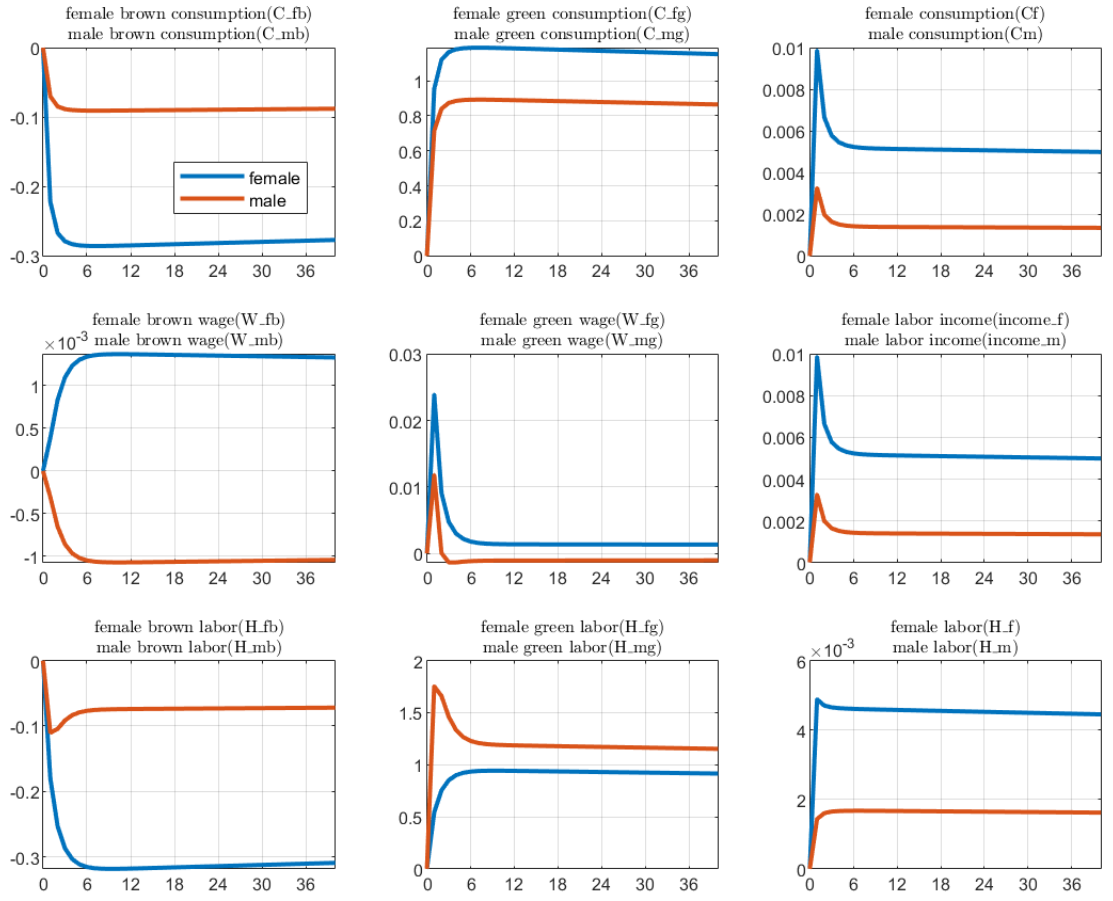 female brown consumption(C_fb)
male brown consumption(C_mb)
0
-0.1
-0.2
-0.3
female
male
0 6 12 18 24 30 36
female green consumption(C_fg)
male green consumption(C_mg)
1
0.8
0.6
0.4
0.2
0
0 6 12 18 24 30 36
female consumption(Cf)
male consumption(Cm)
0.01
0.008
0.006
0.004
0.002
0
0 6 12 18 24 30 36
female brown wage(W_fb)
×10⁻³ male brown wage(W_mb)
1
0.5
0
-0.5
-1
0 6 12 18 24 30 36
female green wage(W_fg)
male green wage(W_mg)
0.03
0.02
0.01
0
0 6 12 18 24 30 36
female labor income(income_f)
male labor income(income_m)
0.01
0.008
0.006
0.004
0.002
0
0 6 12 18 24 30 36
female brown labor(H_fb)
male brown labor(H_mb)
0
-0.1
-0.2
-0.3
0 6 12 18 24 30 36
female green labor(H_fg)
male green labor(H_mg)
2
1.5
1
0.5
0
0 6 12 18 24 30 36
female labor(H_f)
×10⁻³ male labor(H_m)
6
4
2
0
0 6 12 18 24 30 36